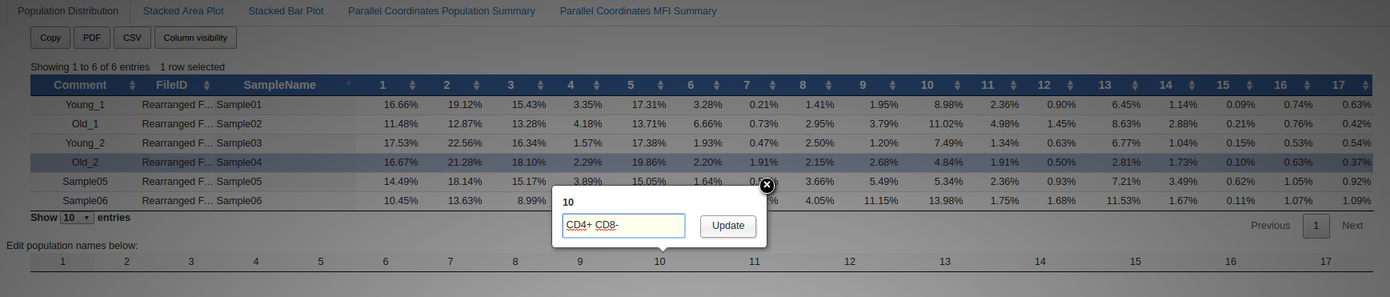 Population Distribution Stacked Area Plot Stacked Bar Plot Parallel Coordinates Population Summary Parallel Coordinates MFI Summary
Copy PDF CSV Column visibility
Showing 1 to 6 of 6 entries 1 row selected
Comment FileID SampleName 1 2 3 4 5 6 7 8 9 10 11 12 13 14 15 16 17
Young_1 Rearranged F... Sample01 16.66% 19.12% 15.43% 3.35% 17.31% 3.28% 0.21% 1.41% 1.95% 8.98% 2.36% 0.90% 6.45% 1.14% 0.09% 0.74% 0.63%
Old_1 Rearranged F... Sample02 11.48% 12.87% 13.28% 4.18% 13.71% 6.66% 0.73% 2.95% 3.79% 11.02% 4.98% 1.45% 8.63% 2.88% 0.21% 0.76% 0.42%
Young_2 Rearranged F... Sample03 17.53% 22.56% 16.34% 1.57% 17.38% 1.93% 0.47% 2.50% 1.20% 7.49% 1.34% 0.63% 6.77% 1.04% 0.15% 0.53% 0.54%
Old_2 Rearranged F... Sample04 16.67% 21.28% 18.10% 2.29% 19.86% 2.20% 1.91% 2.15% 2.68% 4.84% 1.91% 0.50% 2.81% 1.73% 0.10% 0.63% 0.37%
Sample05 Rearranged F... Sample05 14.49% 18.14% 15.17% 3.89% 15.05% 1.64% 3.66% 5.49% 5.34% 2.36% 0.93% 7.21% 3.49% 0.62% 1.05% 0.92%
Sample06 Rearranged F... Sample06 10.45% 13.63% 8.99% 4.05% 11.15% 13.98% 1.75% 1.68% 11.53% 1.67% 0.11% 1.07% 1.09%
10
CD4+ CD8- Update
Show 10 entries Previous 1 Next
Edit population names below:
1 2 3 4 5 6 7 8 9 10 11 12 13 14 15 16 17